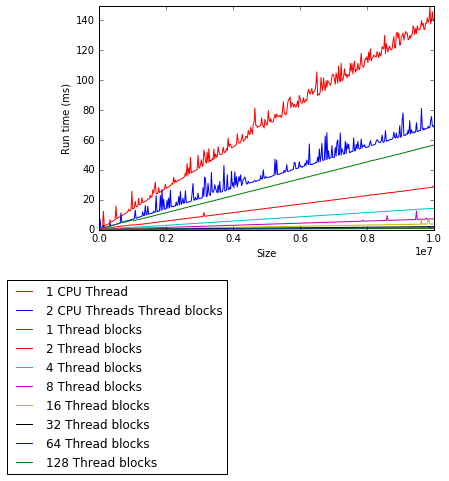 140
120
100
80
60
40
20
0
Run time (ms)
0.0 0.2 0.4 0.6 0.8 1.0
Size
1e7
1 CPU Thread
2 CPU Threads Thread blocks
1 Thread blocks
2 Thread blocks
4 Thread blocks
8 Thread blocks
16 Thread blocks
32 Thread blocks
64 Thread blocks
128 Thread blocks